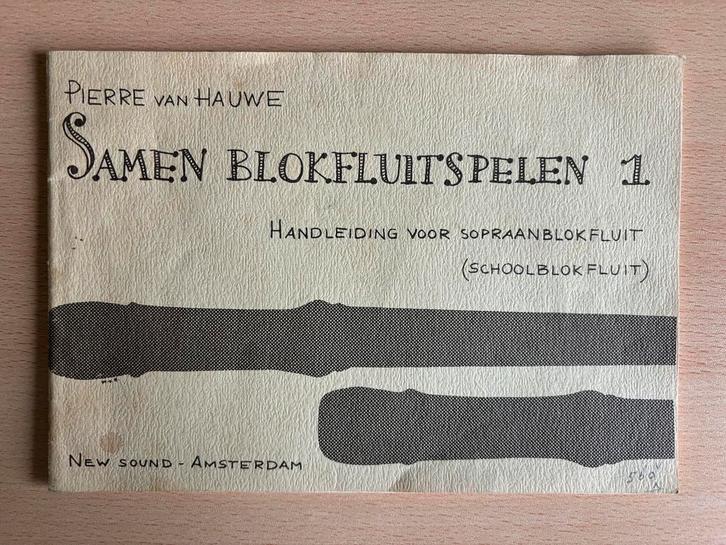 PIERRE VAN HAUWE
SAMEN BLOKFLUITSPELEN 1
HANDLEIDING VOOR SOPRAANBLOKFLUIT
(SCHOOLBLOKFLUIT)
NEW SOUND - AMSTERDAM